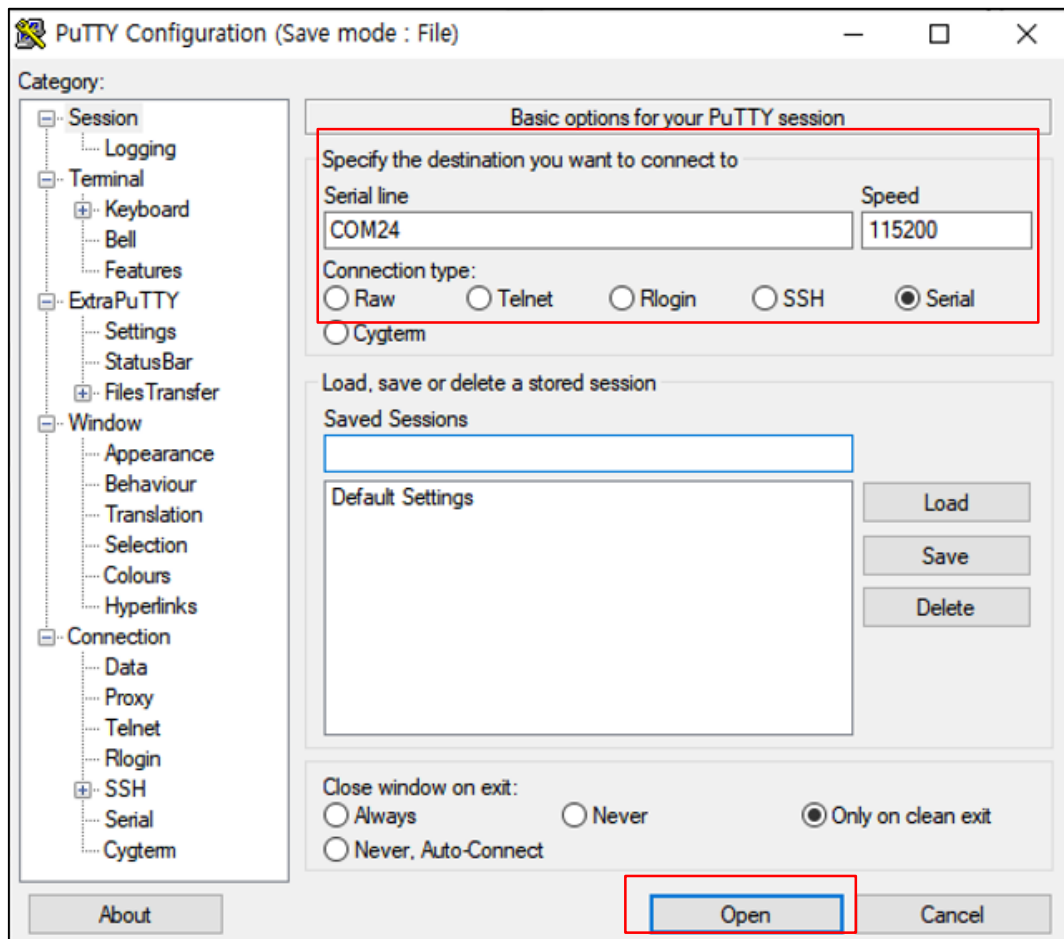 PuTTY Configuration (Save mode : File)
Category:
Session
Logging
Terminal
Keyboard
Bell
Features
ExtraPuTTY
Settings
StatusBar
FilesTransfer
Window
Appearance
Behaviour
Translation
Selection
Colours
Hyperlinks
Connection
Data
Proxy
Telnet
Rlogin
SSH
Serial
Cygterm
Basic options for your PuTTY session
Specify the destination you want to connect to
Serial line Speed
COM24 115200
Connection type:
Raw Telnet Rlogin SSH Serial
Cygterm
Load, save or delete a stored session
Saved Sessions
Default Settings
Load
Save
Delete
Close window on exit:
Always Never Only on clean exit
Never, Auto-Connect
About Open Cancel